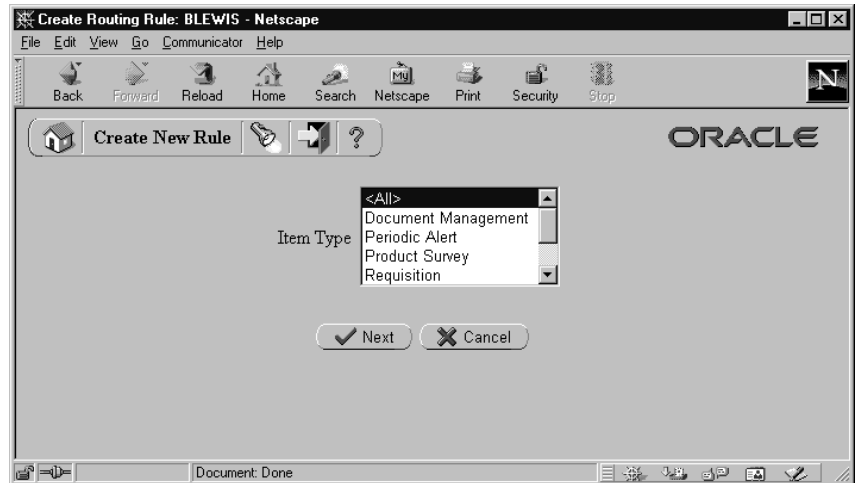 Create Routing Rule: BLEWIS - Netscape
File Edit View Go Communicator Help
My
Back Forward Reload Home Search Netscape Print Security Stop
N
Create New Rule ?
ORACLE
Item Type
<All>
Document Management
Periodic Alert
Product Survey
Requisition
Next Cancel
Document: Done